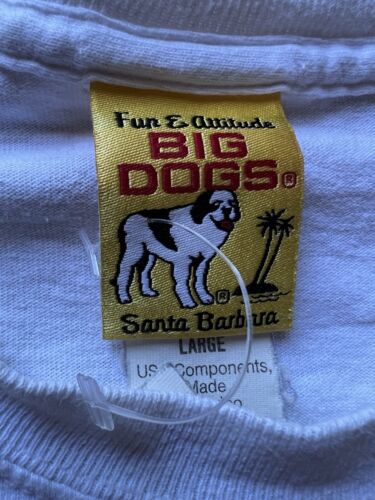 Fun & Attitude
BIG
DOGS®
®
Santa Barbara
LARGE
US Components,
Made